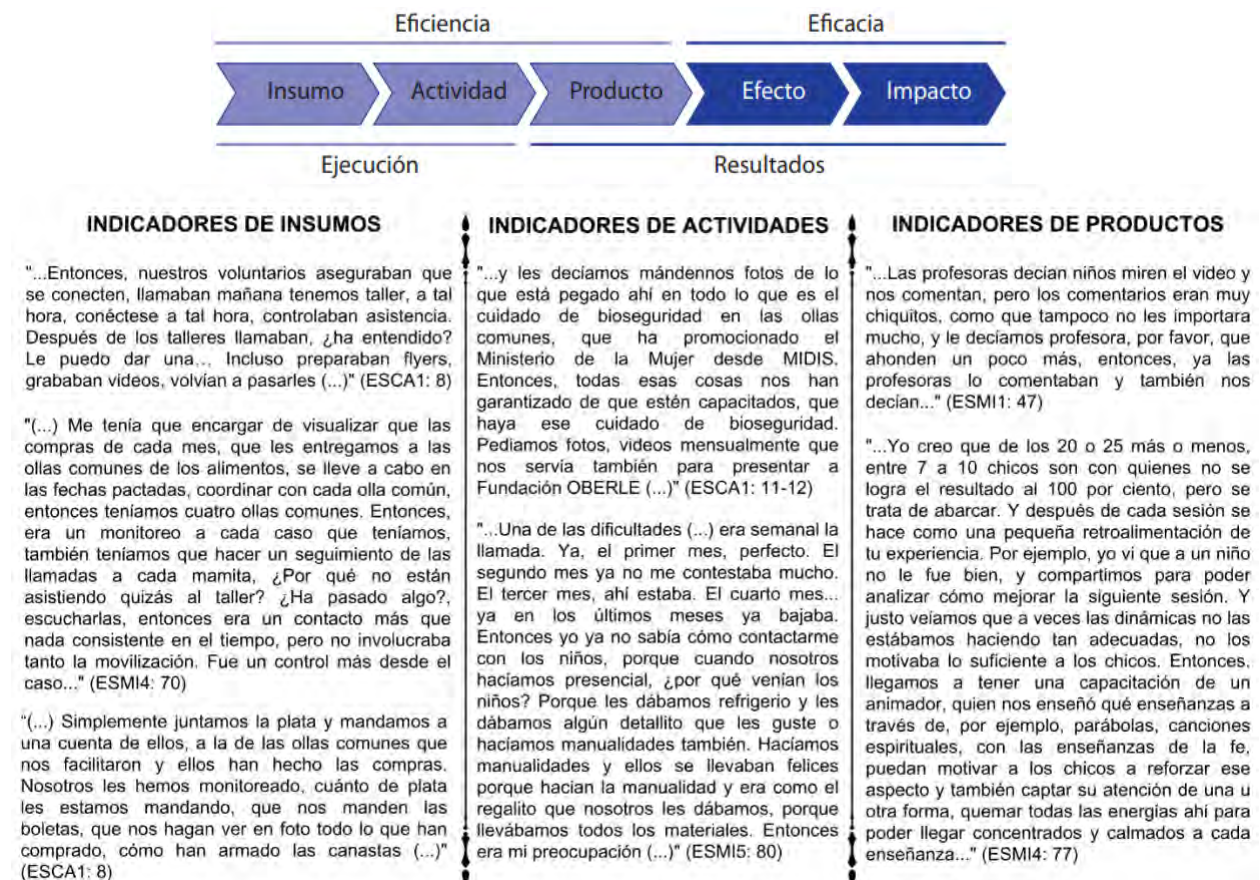 Eficiencia
Eficacia
Insumo
Actividad
Producto
Efecto
Impacto
Ejecución
Resultados
INDICADORES DE INSUMOS
"...Entonces, nuestros voluntarios aseguraban que
se conecten, llamaban mañana tenemos taller, a tal
hora, conéctese a tal hora, controlaban asistencia.
Después de los talleres llamaban, ¿ha entendido?
Le puedo dar una... Incluso preparaban flyers,
grababan videos, volvían a pasarles (...)" (ESCA1: 8)
"(...) Me tenía que encargar de visualizar que las
compras de cada mes, que les entregamos a las
ollas comunes de los alimentos, se lleve a cabo en
las fechas pactadas, coordinar con cada olla común,
entonces teníamos cuatro ollas comunes. Entonces,
era un monitoreo a cada caso que teníamos,
también teníamos que hacer un seguimiento de las
llamadas a cada mamita, ¿Por qué no están
asistiendo quizás al taller? ¿Ha pasado algo?,
escucharlas, entonces era un contacto más que
nada consistente en el tiempo, pero no involucraba
tanto la movilización. Fue un control más desde el
caso..." (ESMI4: 70)
"(...) Simplemente juntamos la plata y mandamos a
una cuenta de ellos, a la de las ollas comunes que
nos facilitaron y ellos han hecho las compras.
Nosotros les hemos monitoreado, cuánto de plata
les estamos mandando, que nos manden las
boletas, que nos hagan ver en foto todo lo que han
comprado, cómo han armado las canastas (...)"
(ESCA1: 8)
INDICADORES DE ACTIVIDADES
"...y les decíamos mándennos fotos de lo
que está pegado ahí en todo lo que es el
cuidado de bioseguridad en las ollas
comunes, que ha promocionado el
Ministerio de la Mujer desde MIDIS.
Entonces, todas esas cosas nos han
garantizado de que estén capacitados, que
haya ese cuidado de bioseguridad.
Pedíamos fotos, videos mensualmente que
nos servía también para presentar a
Fundación OBERLE (...)" (ESCA1: 11-12)
"...Una de las dificultades (...) era semanal la
llamada. Ya, el primer mes, perfecto. El
segundo mes ya no me contestaba mucho.
El tercer mes, ahí estaba. El cuarto mes...
ya en los últimos meses ya bajaba.
Entonces yo ya no sabía cómo contactarme
con los niños, porque cuando nosotros
hacíamos presencial, ¿por qué venían los
niños? Porque les dábamos refrigerio y les
dábamos algún detallito que les guste o
hacíamos manualidades también. Hacíamos
manualidades y ellos se llevaban felices
porque hacían la manualidad y era como el
regalito que nosotros les dábamos, porque
llevábamos todos los materiales. Entonces
era mi preocupación (...)" (ESMI5: 80)
INDICADORES DE PRODUCTOS
"...Las profesoras decían niños miren el video y
nos comentan, pero los comentarios eran muy
chiquitos, como que tampoco no les importara
mucho, y le decíamos profesora, por favor, que
ahonden un poco más, entonces, ya las
profesoras lo comentaban y también nos
decían..." (ESMI1: 47)
"...Yo creo que de los 20 o 25 más o menos,
entre 7 a 10 chicos son con quienes no se
logra el resultado al 100 por ciento, pero se
trata de abarcar. Y después de cada sesión se
hace como una pequeña retroalimentación de
tu experiencia. Por ejemplo, yo ví que a un niño
no le fue bien, y compartimos para poder
analizar cómo mejorar la siguiente sesión. Y
justo veíamos que a veces las dinámicas no las
estábamos haciendo tan adecuadas, no los
motivaba lo suficiente a los chicos. Entonces,
llegamos a tener una capacitación de un
animador, quien nos enseñó qué enseñanzas a
través de, por ejemplo, parábolas, canciones
espirituales, con las enseñanzas de la fe,
puedan motivar a los chicos a reforzar ese
aspecto y también captar su atención de una u
otra forma, quemar todas las energías ahí para
poder llegar concentrados y calmados a cada
enseñanza..." (ESMI4: 77)